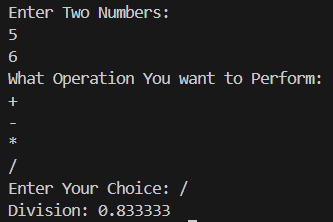 Enter Two Numbers:
5
6
What Operation You want to Perform:
+
-
*
/
Enter Your Choice: /
Division: 0.833333